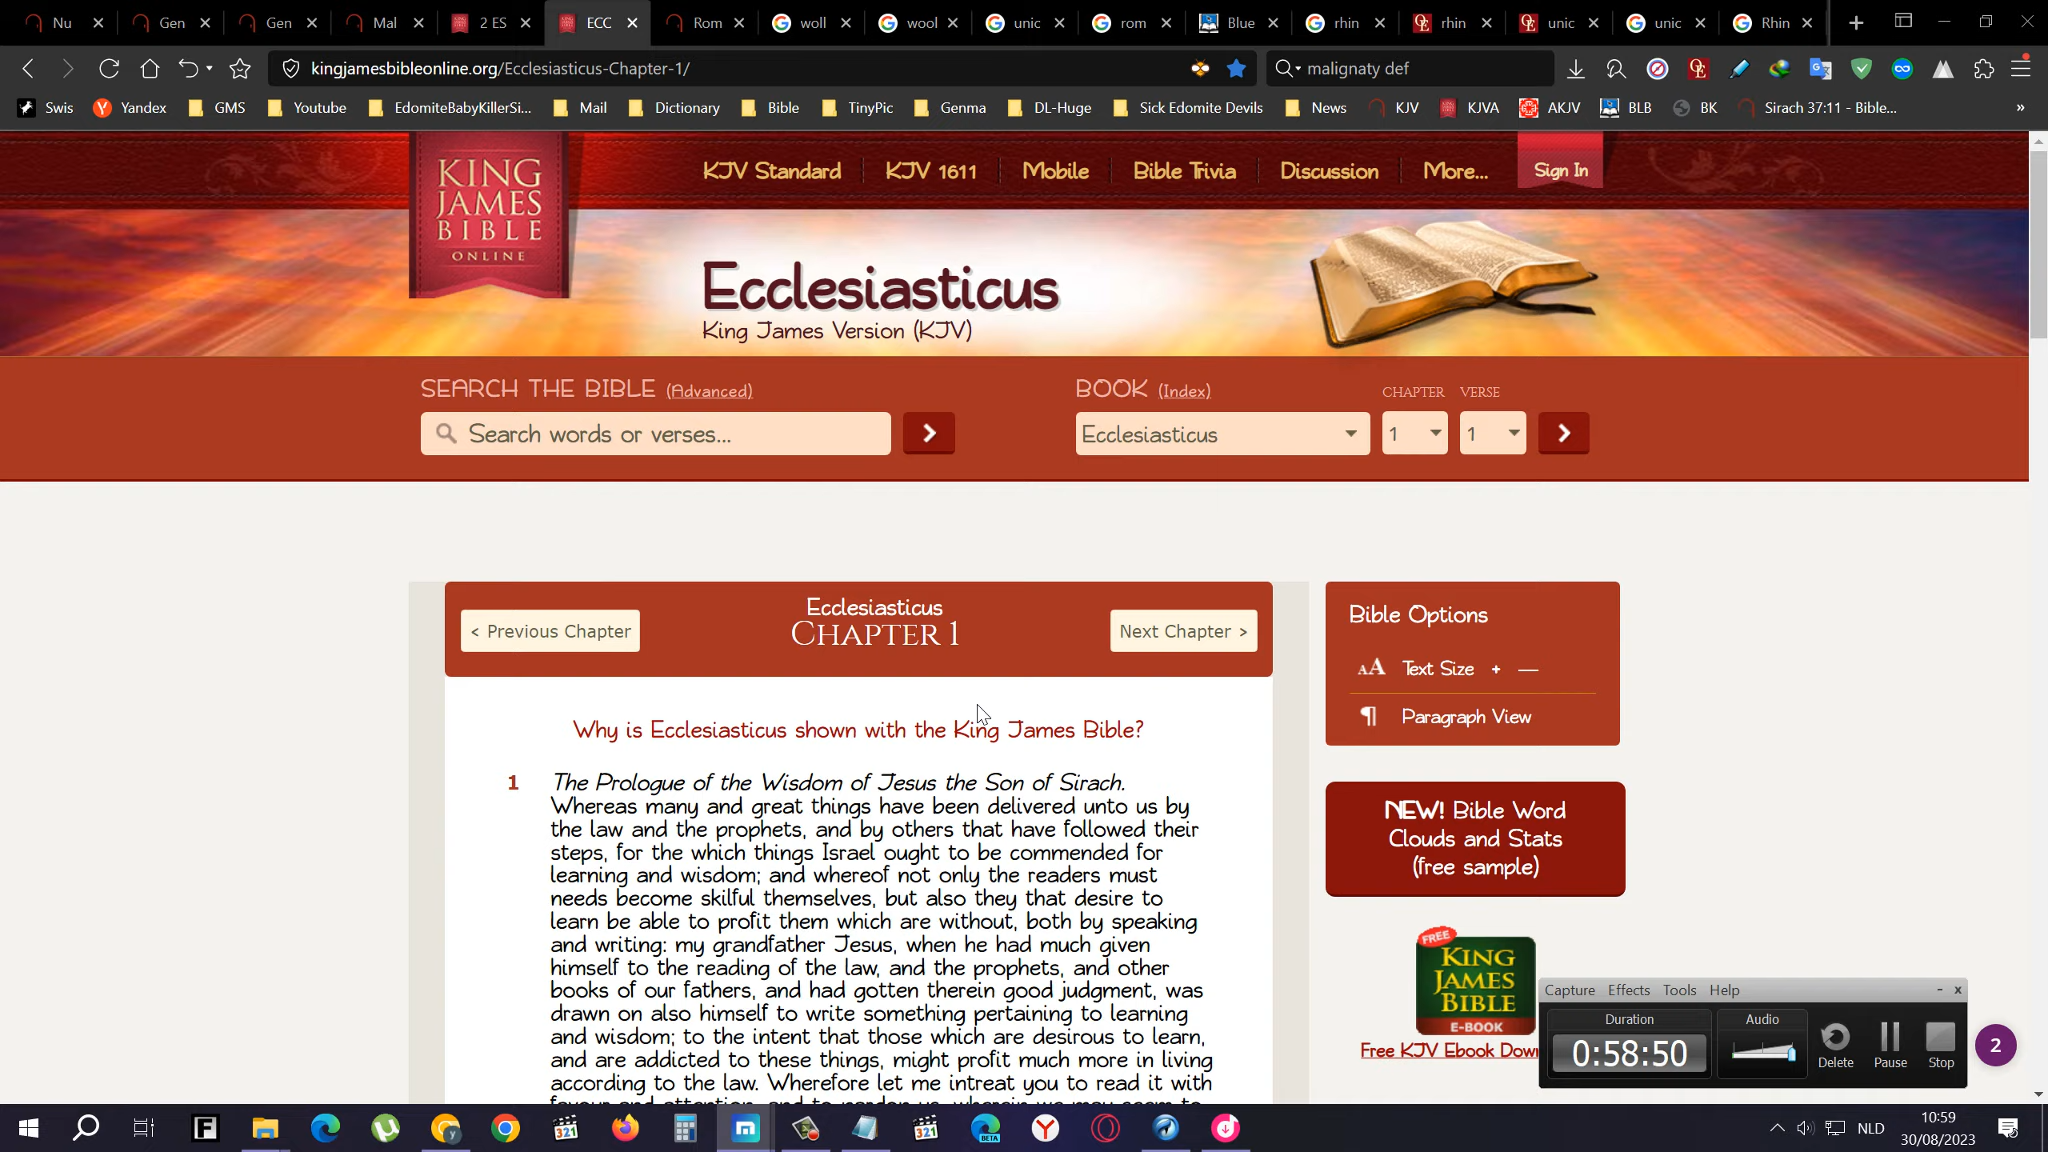 Nu
Gen
Gen
Mal
2 ES
ECC
Rom
woll
wool
unic
rom
Blue
rhin
rhin
unic
unic
Rhin
kingjamesbibleonline.org/Ecclesiasticus-Chapter-1/
malignaty def
Swis
Yandex
GMS
Youtube
EdomiteBabyKillerSi...
Mail
Dictionary
Bible
TinyPic
Genma
DL-Huge
Sick Edomite Devils
News
KJV
KJVA
AKJV
BLB
BK
Sirach 37:11 - Bible...
»
KING
JAMES
BIBLE
ONLINE
KJV Standard
KJV 1611
Mobile
Bible Trivia
Discussion
More...
Sign In
Ecclesiasticus
King James Version (KJV)
SEARCH THE BIBLE (Advanced)
Search words or verses...
BOOK (Index)
Ecclesiasticus
CHAPTER
1
VERSE
1
< Previous Chapter
Ecclesiasticus
CHAPTER 1
Next Chapter >
Why is Ecclesiasticus shown with the King James Bible?
1 The Prologue of the Wisdom of Jesus the Son of Sirach.
Whereas many and great things have been delivered unto us by
the law and the prophets, and by others that have followed their
steps, for the which things Israel ought to be commended for
learning and wisdom; and whereof not only the readers must
needs become skilful themselves, but also they that desire to
learn be able to profit them which are without, both by speaking
and writing: my grandfather Jesus, when he had much given
himself to the reading of the law, and the prophets, and other
books of our fathers, and had gotten therein good judgment, was
drawn on also himself to write something pertaining to learning
and wisdom; to the intent that those which are desirous to learn,
and are addicted to these things, might profit much more in living
according to the law. Wherefore let me intreat you to read it with
Bible Options
AA Text Size + —
¶ Paragraph View
NEW! Bible Word
Clouds and Stats
(free sample)
FREE
KING
JAMES
BIBLE
E-BOOK
Free KJV Ebook Dow
Capture Effects Tools Help
Duration
0:58:50
Audio
Delete
Pause
Stop
2
NLD
10:59
30/08/2023